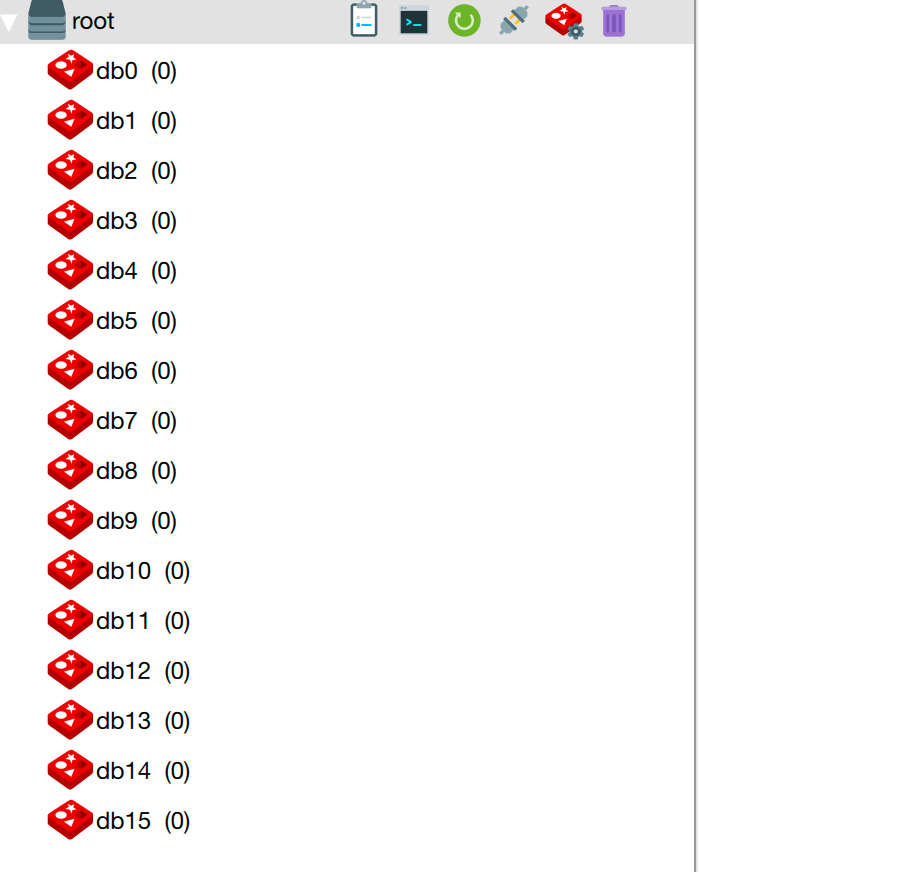 root
db0 (0)
db1 (0)
db2 (0)
db3 (0)
db4 (0)
db5 (0)
db6 (0)
db7 (0)
db8 (0)
db9 (0)
db10 (0)
db11 (0)
db12 (0)
db13 (0)
db14 (0)
db15 (0)